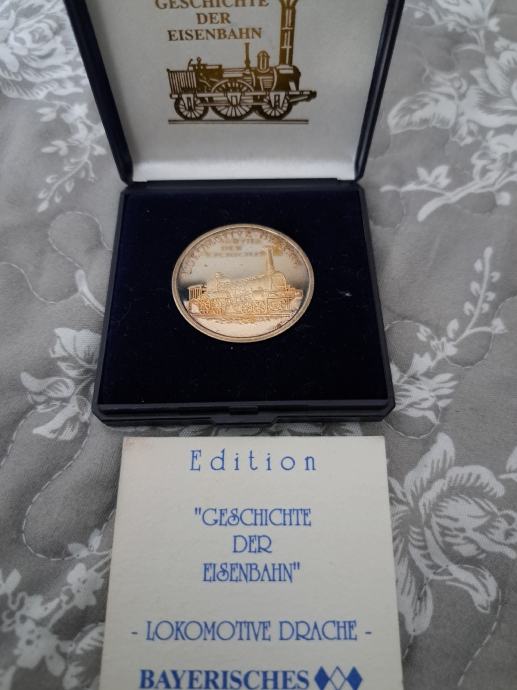 GESCHICHTE
DER
EISENBAHN
Edition
"GESCHICHTE
DER
EISENBAHN"
- LOKOMOTIVE DRACHE -
BAYERISCHES